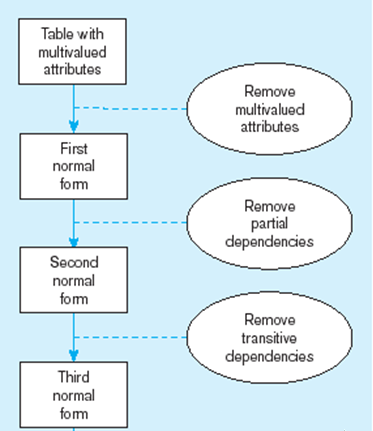 Table with
multivalued
attributes
Remove
multivalued
attributes
First
normal
form
Remove
partial
dependencies
Second
normal
form
Remove
transitive
dependencies
Third
normal
form